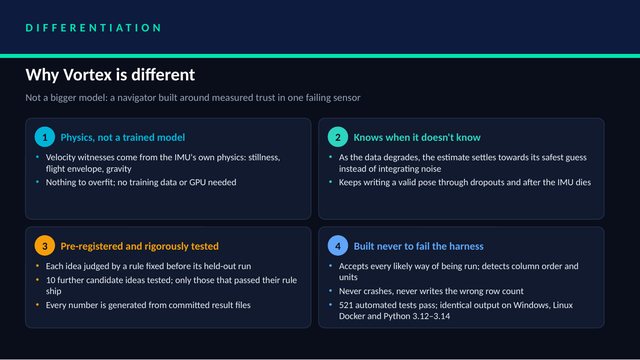 DIFFERENTIATION
Why Vortex is different
Not a bigger model: a navigator built around measured trust in one failing sensor
1 Physics, not a trained model
• Velocity witnesses come from the IMU's own physics: stillness,
flight envelope, gravity
• Nothing to overfit; no training data or GPU needed
2 Knows when it doesn't know
• As the data degrades, the estimate settles towards its safest guess
instead of integrating noise
• Keeps writing a valid pose through dropouts and after the IMU dies
3 Pre-registered and rigorously tested
• Each idea judged by a rule fixed before its held-out run
• 10 further candidate ideas tested; only those that passed their rule
ship
• Every number is generated from committed result files
4 Built never to fail the harness
• Accepts every likely way of being run; detects column order and
units
• Never crashes, never writes the wrong row count
• 521 automated tests pass; identical output on Windows, Linux
Docker and Python 3.12–3.14